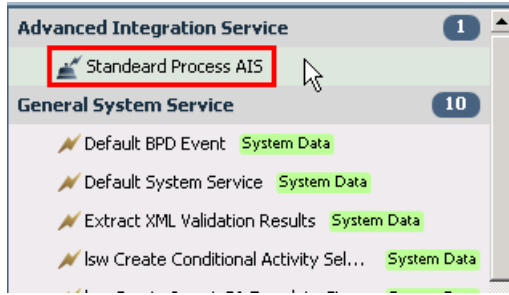 Advanced Integration Service 1
Standeard Process AIS
General System Service 10
Default BPD Event System Data
Default System Service System Data
Extract XML Validation Results System Data
lsw Create Conditional Activity Sel... System Data